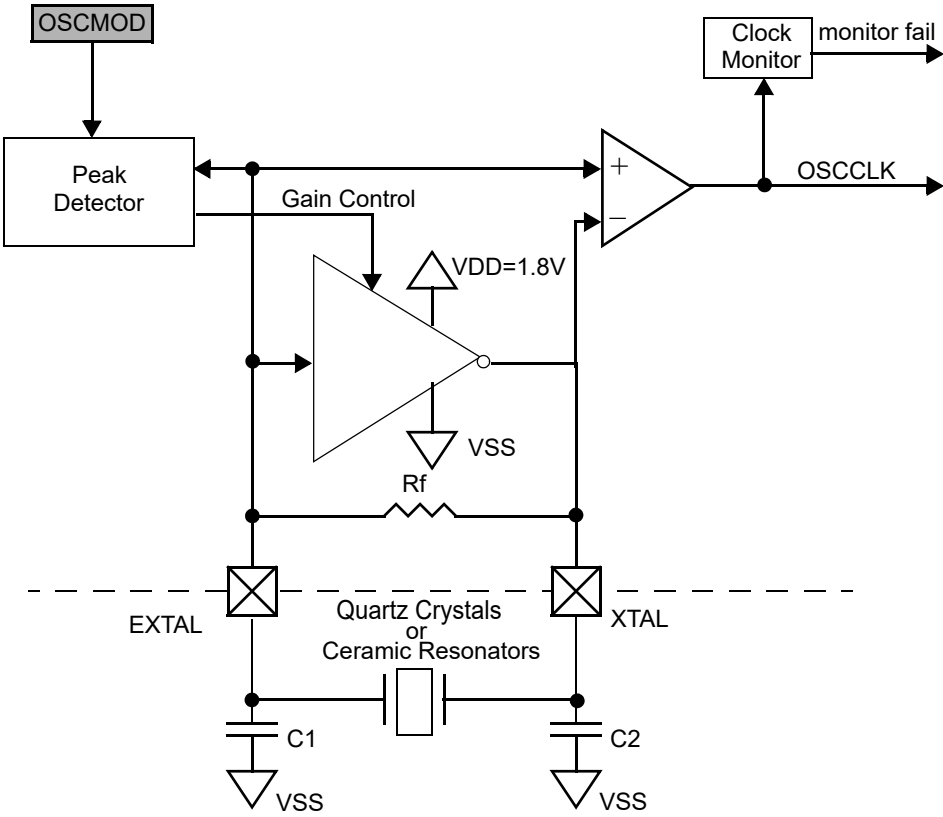 OSCMOD
Clock
Monitor
monitor fail
Peak
Detector
+
OSCCLK
Gain Control
−
VDD=1.8V
VSS
Rf
EXTAL
Quartz Crystals
or
Ceramic Resonators
XTAL
C1
C2
VSS
VSS